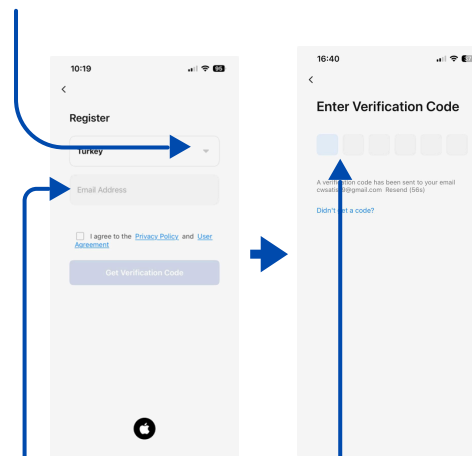 10:19
95
Register
Turkey
Email Address
I agree to the Privacy Policy and User
Agreement
Get Verification Code
16:40
Enter Verification Code
A verification code has been sent to your email
Resend (56s)
Didn't get a code?